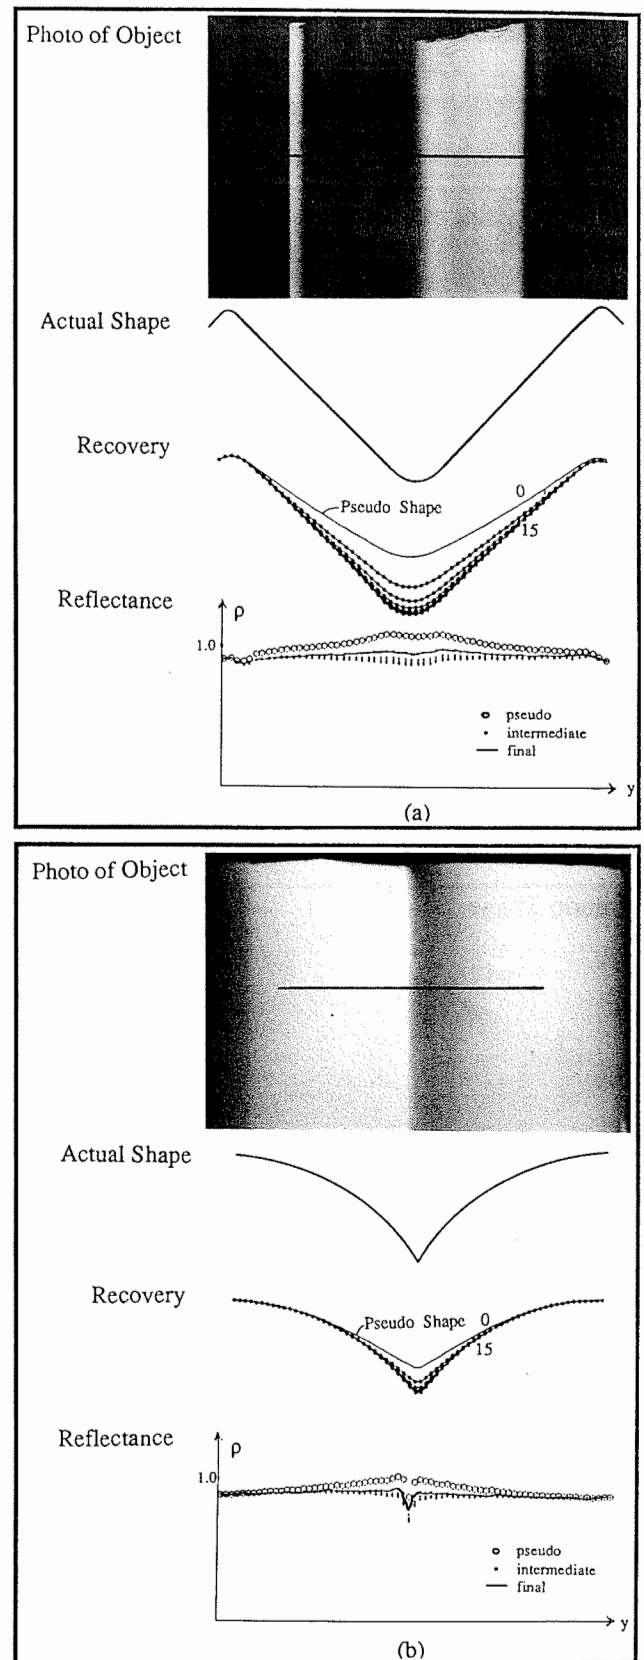 Photo of Object
Actual Shape
Recovery
Pseudo Shape
0
15
Reflectance
ρ
1.0
pseudo
intermediate
final
y
(a)
Photo of Object
Actual Shape
Recovery
Pseudo Shape
0
15
Reflectance
ρ
1.0
pseudo
intermediate
final
y
(b)